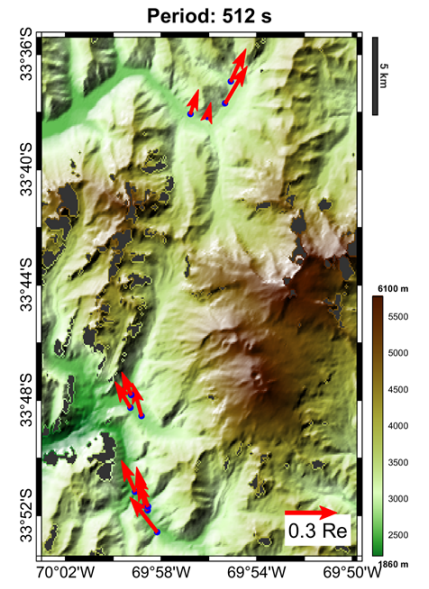 Period: 512 s
33°36'S
33°40'S
33°44'S
33°48'S
33°52'S
70°02'W
69°58'W
69°54'W
69°50'W
0.3 Re
5 km
6100 m
5500
5000
4500
4000
3500
3000
2500
1860 m